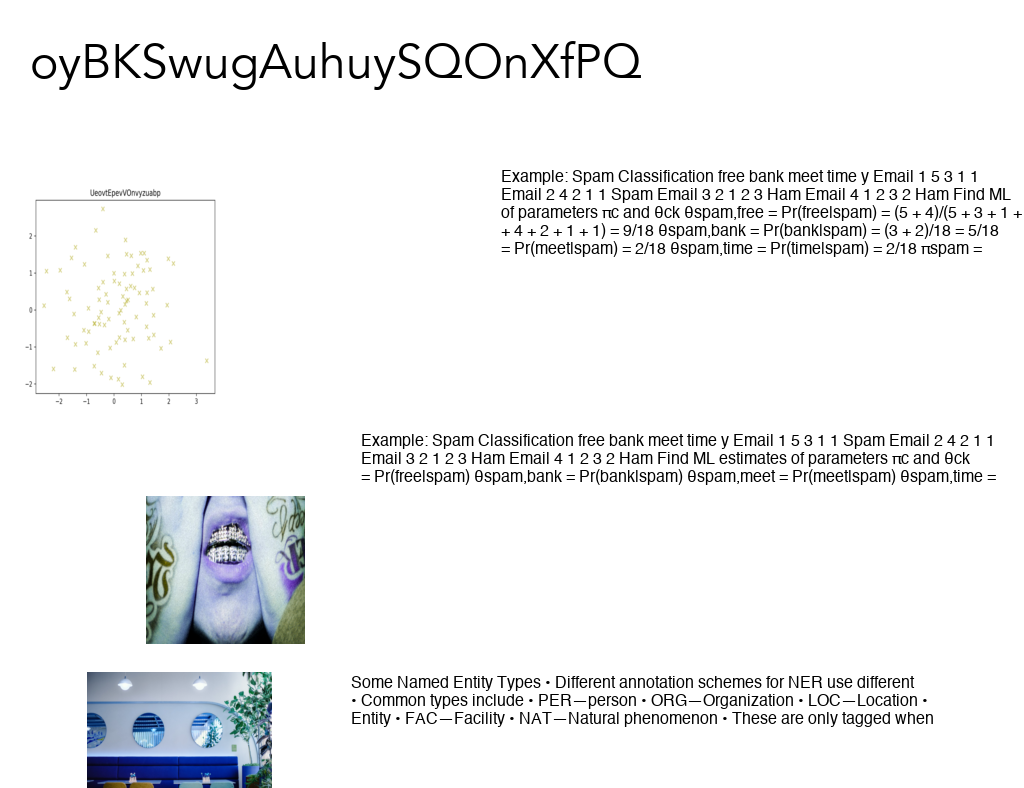 oyBKSwugAuhuySQOnXfPQ
UeovtEpevVOnvyzuabp
2
1
0
−1
−2
−2 −1 0 1 2 3
Example: Spam Classification free bank meet time y Email 1 5 3 1 1
Email 2 4 2 1 1 Spam Email 3 2 1 2 3 Ham Email 4 1 2 3 2 Ham Find ML
of parameters πc and θck θspam,free = Pr(free|spam) = (5 + 4)/(5 + 3 + 1 +
+ 4 + 2 + 1 + 1) = 9/18 θspam,bank = Pr(bank|spam) = (3 + 2)/18 = 5/18
= Pr(meet|spam) = 2/18 θspam,time = Pr(time|spam) = 2/18 πspam =
Example: Spam Classification free bank meet time y Email 1 5 3 1 1 Spam Email 2 4 2 1 1
Email 3 2 1 2 3 Ham Email 4 1 2 3 2 Ham Find ML estimates of parameters πc and θck
= Pr(free|spam) θspam,bank = Pr(bank|spam) θspam,meet = Pr(meet|spam) θspam,time =
Some Named Entity Types • Different annotation schemes for NER use different
• Common types include • PER—person • ORG—Organization • LOC—Location •
Entity • FAC—Facility • NAT—Natural phenomenon • These are only tagged when